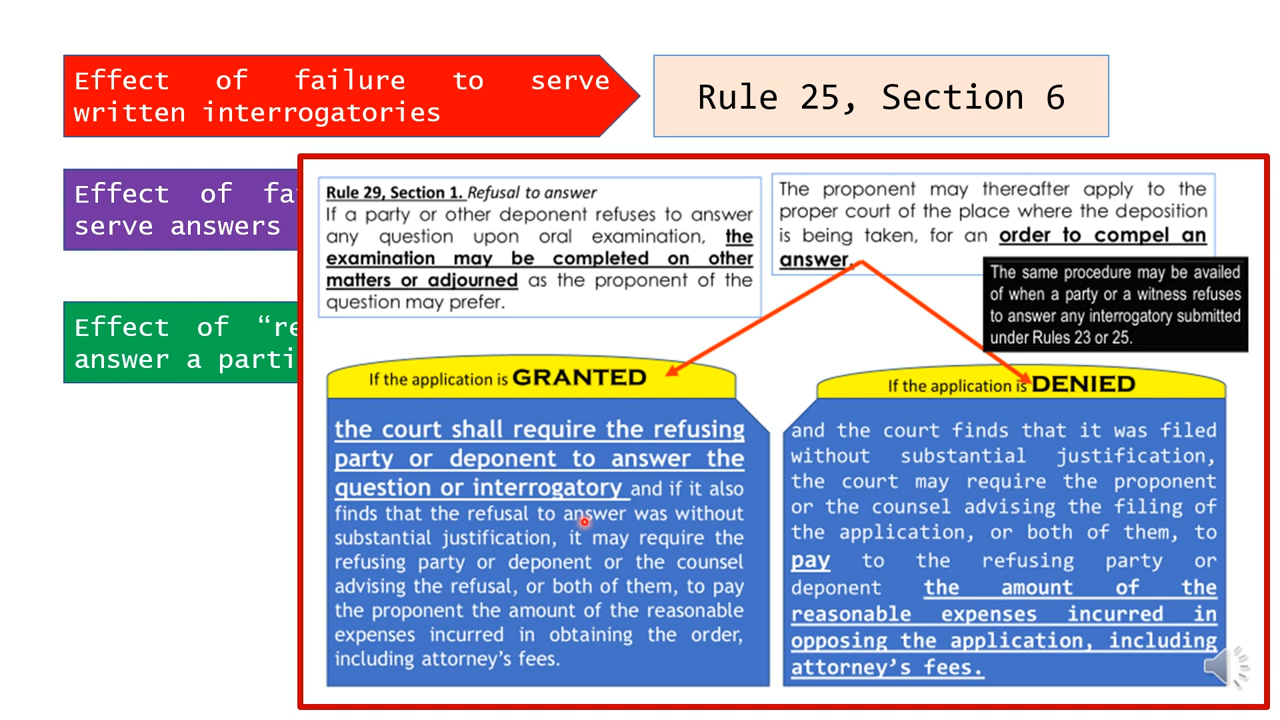 Effect of failure to serve
written interrogatories
Rule 25, Section 6
Effect of fa
serve answers
Effect of “re
answer a parti
Rule 29, Section 1. Refusal to answer
If a party or other deponent refuses to answer
any question upon oral examination, the
examination may be completed on other
matters or adjourned as the proponent of the
question may prefer.
The proponent may thereafter apply to the
proper court of the place where the deposition
is being taken, for an order to compel an
answer.
The same procedure may be availed
of when a party or a witness refuses
to answer any interrogatory submitted
under Rules 23 or 25.
If the application is GRANTED
the court shall require the refusing
party or deponent to answer the
question or interrogatory and if it also
finds that the refusal to answer was without
substantial justification, it may require the
refusing party or deponent or the counsel
advising the refusal, or both of them, to pay
the proponent the amount of the reasonable
expenses incurred in obtaining the order,
including attorney’s fees.
If the application is DENIED
and the court finds that it was filed
without substantial justification,
the court may require the proponent
or the counsel advising the filing of
the application, or both of them, to
pay to the refusing party or
deponent the amount of the
reasonable expenses incurred in
opposing the application, including
attorney’s fees.